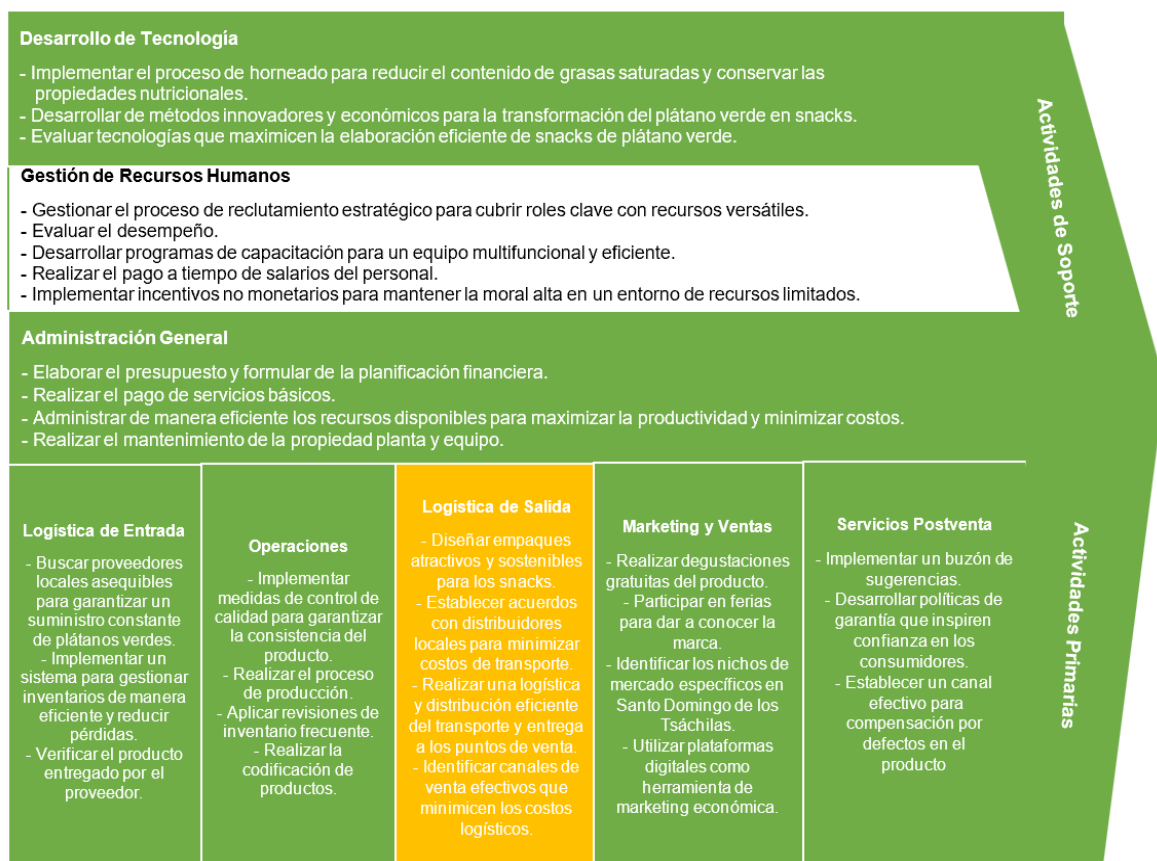 Desarrollo de Tecnología
- Implementar el proceso de horneado para reducir el contenido de grasas saturadas y conservar las
propiedades nutricionales.
- Desarrollar de métodos innovadores y económicos para la transformación del plátano verde en snacks.
- Evaluar tecnologías que maximicen la elaboración eficiente de snacks de plátano verde.
Gestión de Recursos Humanos
- Gestionar el proceso de reclutamiento estratégico para cubrir roles clave con recursos versátiles.
- Evaluar el desempeño.
- Desarrollar programas de capacitación para un equipo multifuncional y eficiente.
- Realizar el pago a tiempo de salarios del personal.
- Implementar incentivos no monetarios para mantener la moral alta en un entorno de recursos limitados.
Administración General
- Elaborar el presupuesto y formular de la planificación financiera.
- Realizar el pago de servicios básicos.
- Administrar de manera eficiente los recursos disponibles para maximizar la productividad y minimizar costos.
- Realizar el mantenimiento de la propiedad planta y equipo.
Actividades de Soporte
Logística de Entrada
- Buscar proveedores
locales asequibles
para garantizar un
suministro constante
de plátanos verdes.
- Implementar un
sistema para gestionar
inventarios de manera
eficiente y reducir
pérdidas.
- Verificar el producto
entregado por el
proveedor.
Operaciones
- Implementar
medidas de control de
calidad para garantizar
la consistencia del
producto.
- Realizar el proceso
de producción.
- Aplicar revisiones de
inventario frecuente.
- Realizar la
codificación de
productos.
Logística de Salida
- Diseñar empaques
atractivos y sostenibles
para los snacks.
- Establecer acuerdos
con distribuidores
locales para minimizar
costos de transporte.
- Realizar una logística
y distribución eficiente
del transporte y entrega
a los puntos de venta.
- Identificar canales de
venta efectivos que
minimicen los costos
logísticos.
Marketing y Ventas
- Realizar degustaciones
gratuitas del producto.
- Participar en ferias
para dar a conocer la
marca.
- Identificar los nichos de
mercado específicos en
Santo Domingo de los
Tsáchilas.
- Utilizar plataformas
digitales como
herramienta de
marketing económica.
Servicios Postventa
- Implementar un buzón de
sugerencias.
- Desarrollar políticas de
garantía que inspiren
confianza en los
consumidores.
- Establecer un canal
efectivo para
compensación por
defectos en el
producto
Actividades Primarias